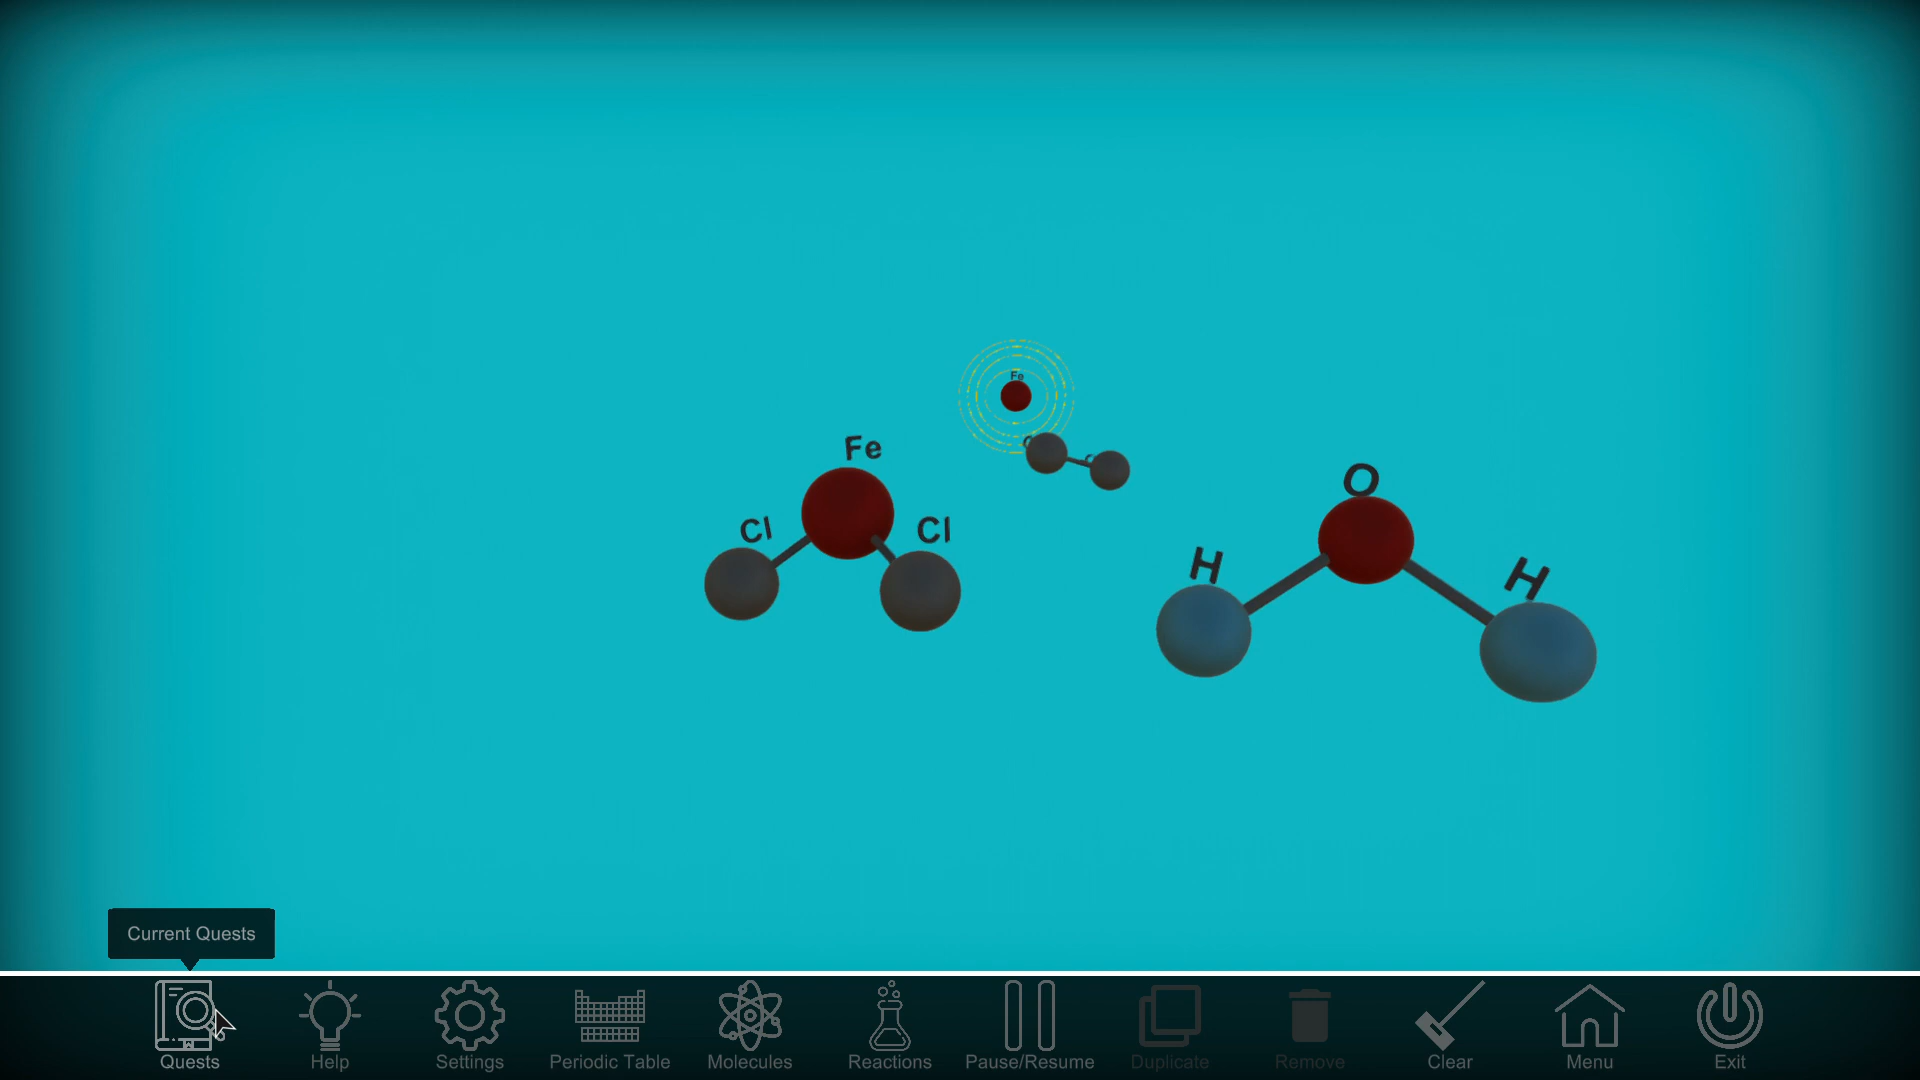 Fe
Fe
Cl
Cl
O
H
H
Current Quests
Quests
Help
Settings
Periodic Table
Molecules
Reactions
Pause/Resume
Duplicate
Remove
Clear
Menu
Exit